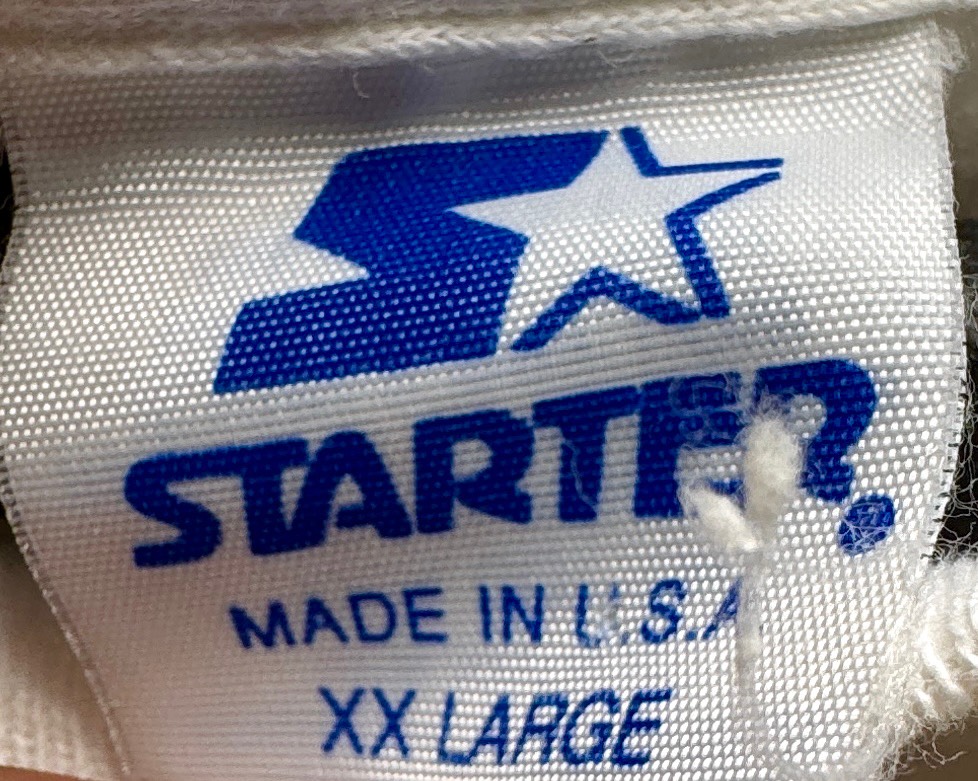 STARTER
MADE IN U.S.A
XX LARGE